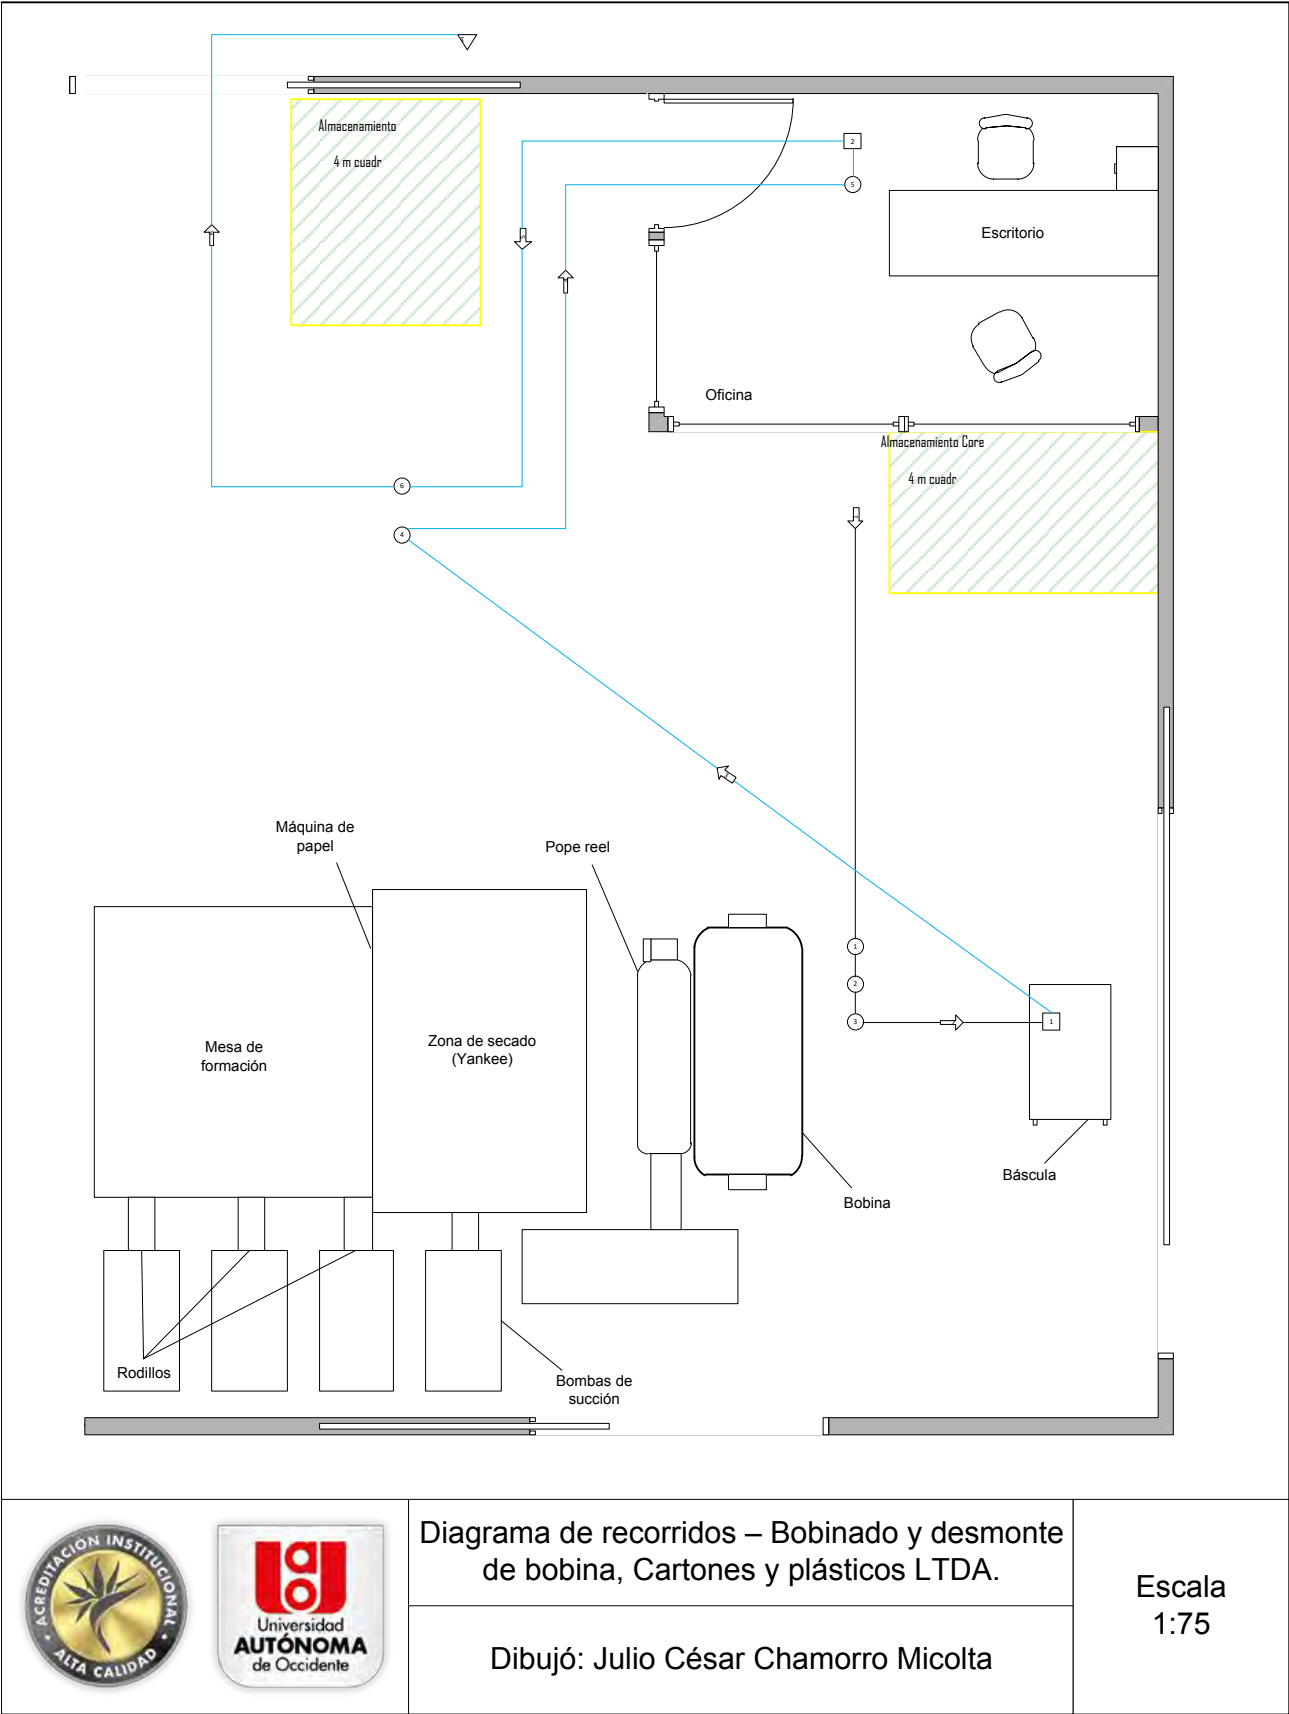 Almacenamiento
4 m cuadr
2
5
Escritorio
Oficina
Almacenamiento Core
4 m cuadr
6
4
Máquina de
papel
Pope reel
1
2
3
1
Mesa de
formación
Zona de secado
(Yankee)
Báscula
Bobina
Rodillos
Bombas de
succión
ACREDITACIÓN INSTITUCIONAL
ALTA CALIDAD
Universidad
AUTÓNOMA
de Occidente
Diagrama de recorridos – Bobinado y desmonte
de bobina, Cartones y plásticos LTDA.
Dibujó: Julio César Chamorro Micolta
Escala
1:75